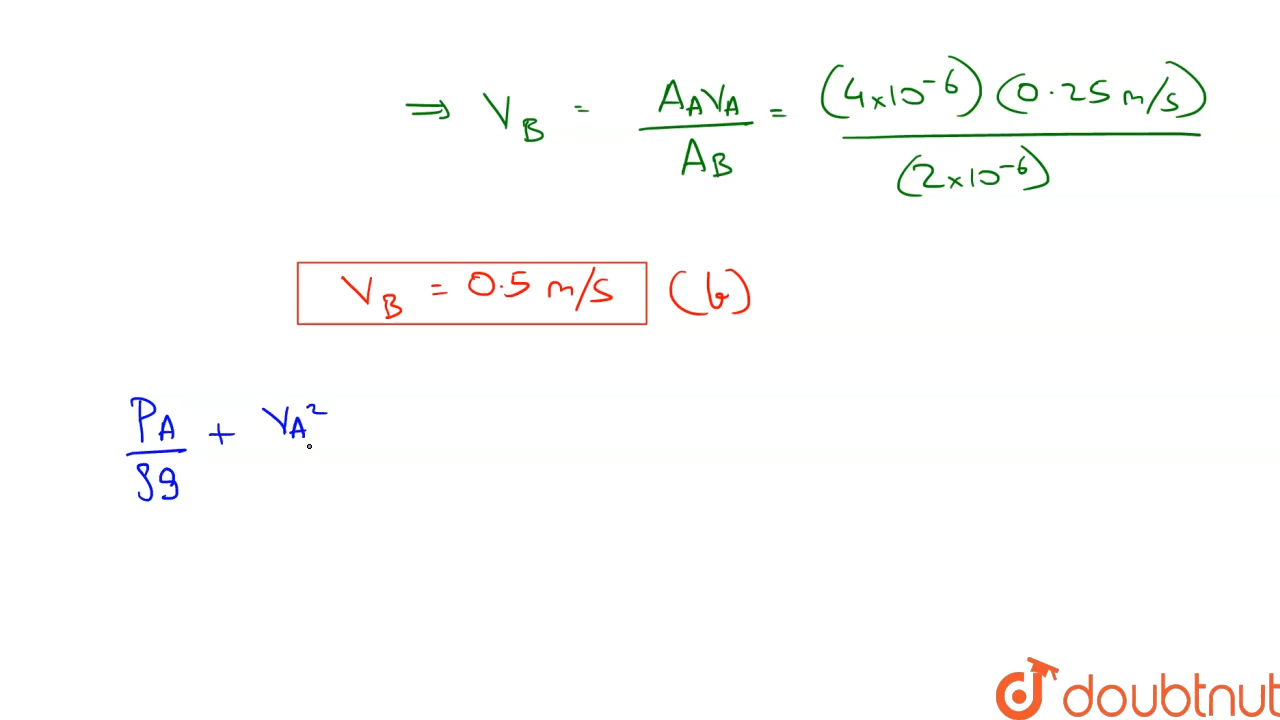 ⇒ V_B = A_A V_A / A_B = (4×10⁻⁶) (0.25 m/s) / (2×10⁻⁶)
V_B = 0.5 m/s (b)
P_A / ρg + V_A²
doubtnut